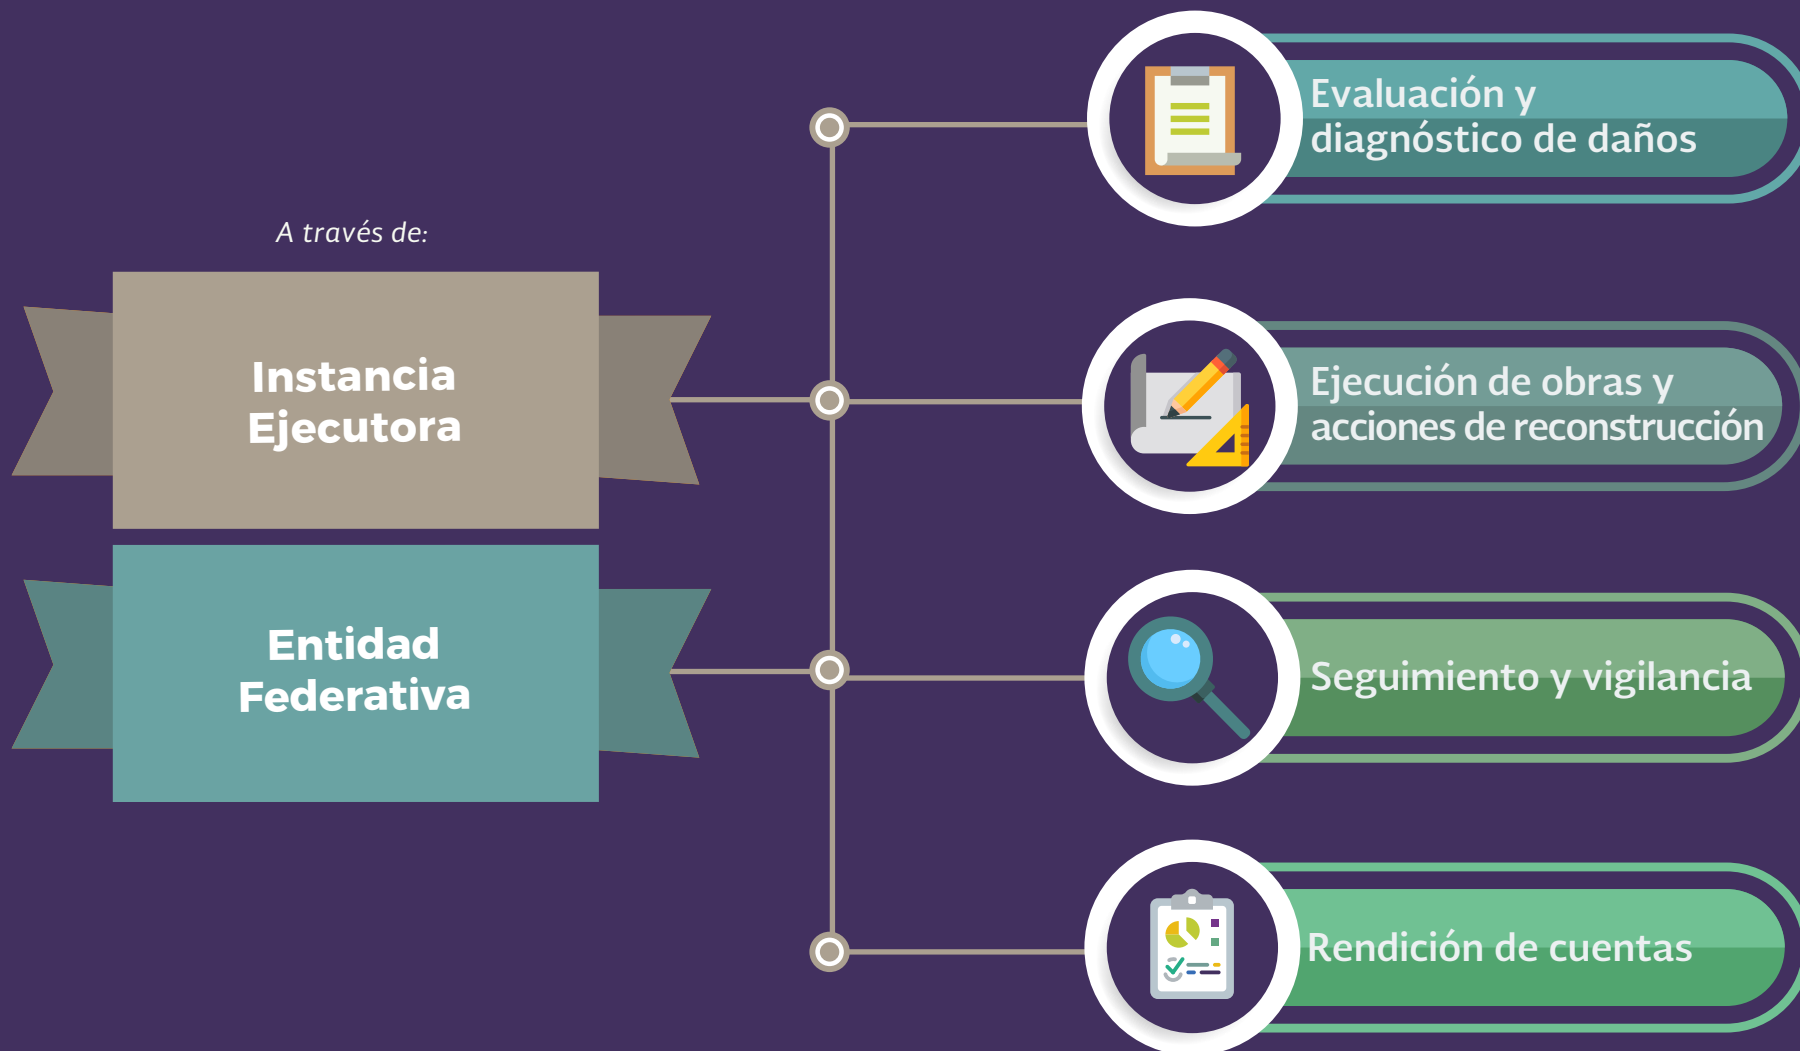 A través de:
Instancia
Ejecutora
Entidad
Federativa
Evaluación y
diagnóstico de daños
Ejecución de obras y
acciones de reconstrucción
Seguimiento y vigilancia
Rendición de cuentas